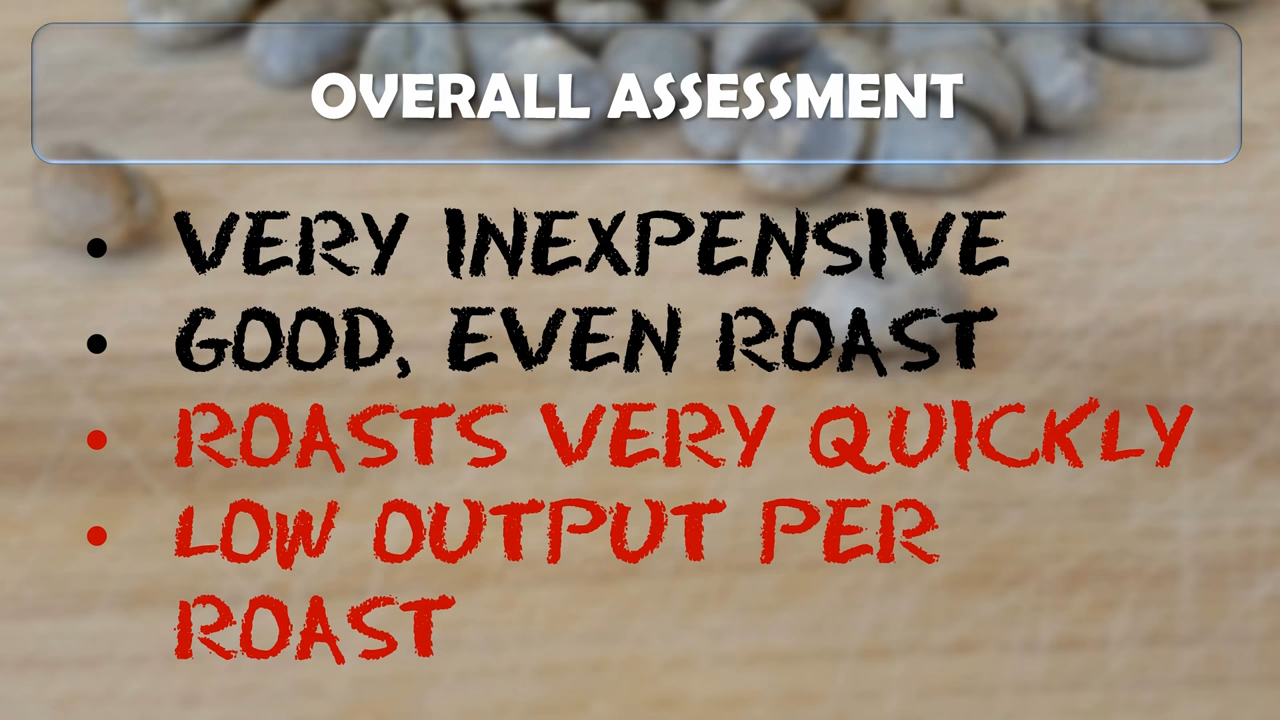 OVERALL ASSESSMENT
• VERY INEXPENSIVE
• GOOD, EVEN ROAST
• ROASTS VERY QUICKLY
• LOW OUTPUT PER
ROAST